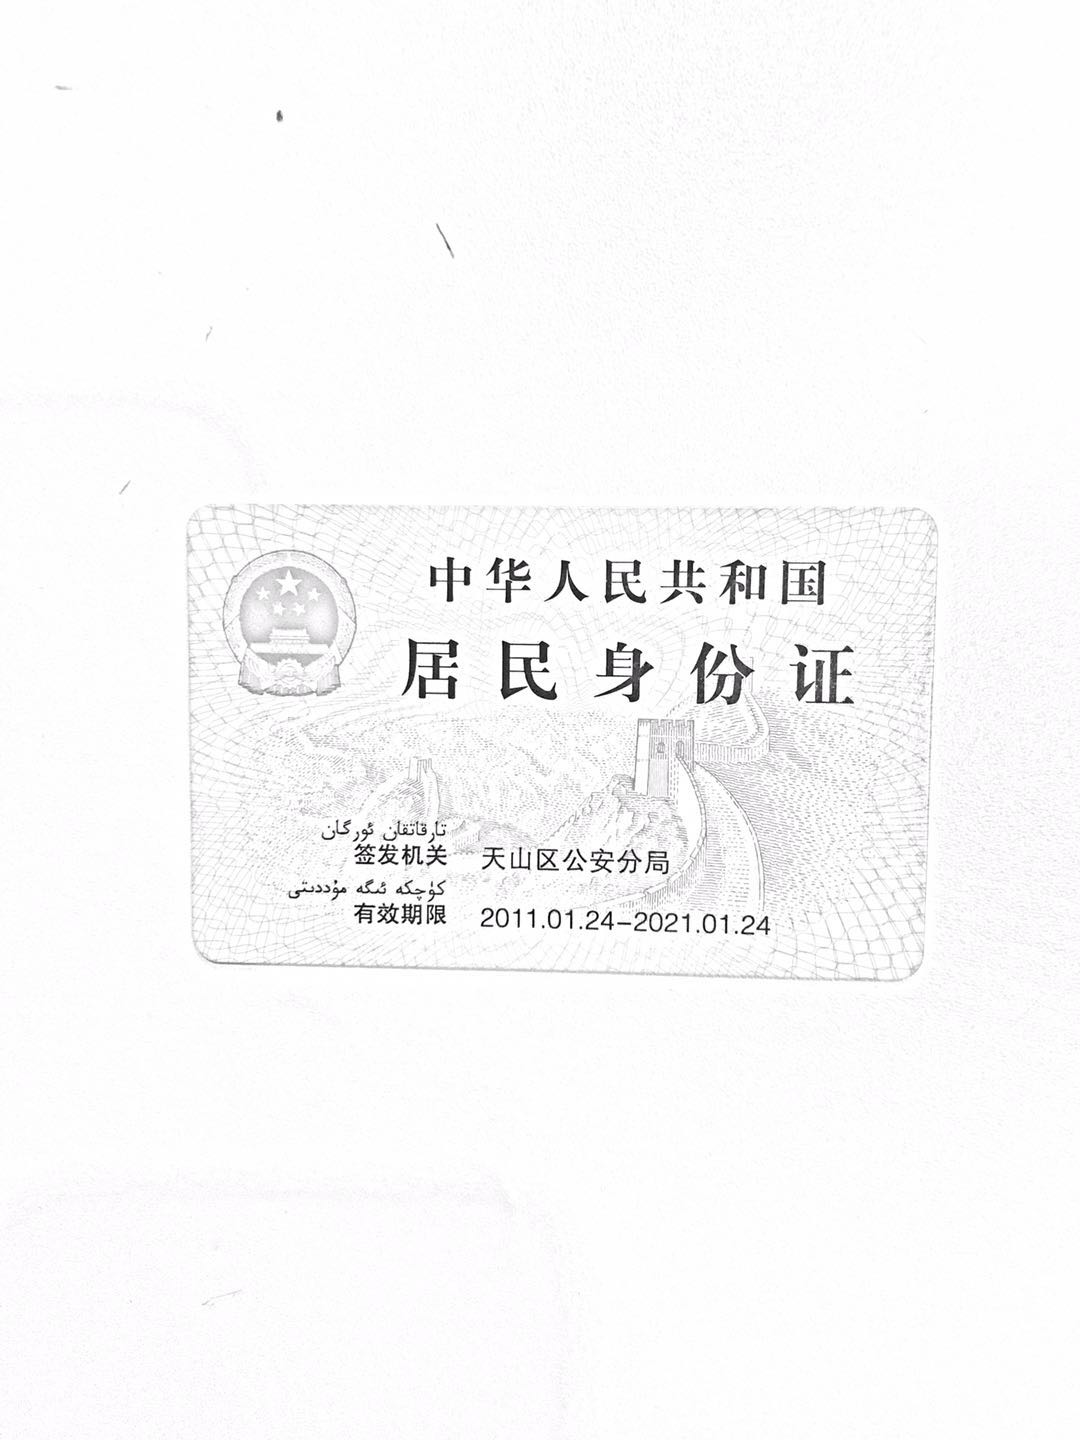 中华人民共和国
居民身份证
تارقاتقان ئورگان
签发机关 天山区公安分局
كۈچكە ئىگە مۇددىتى
有效期限 2011.01.24-2021.01.24